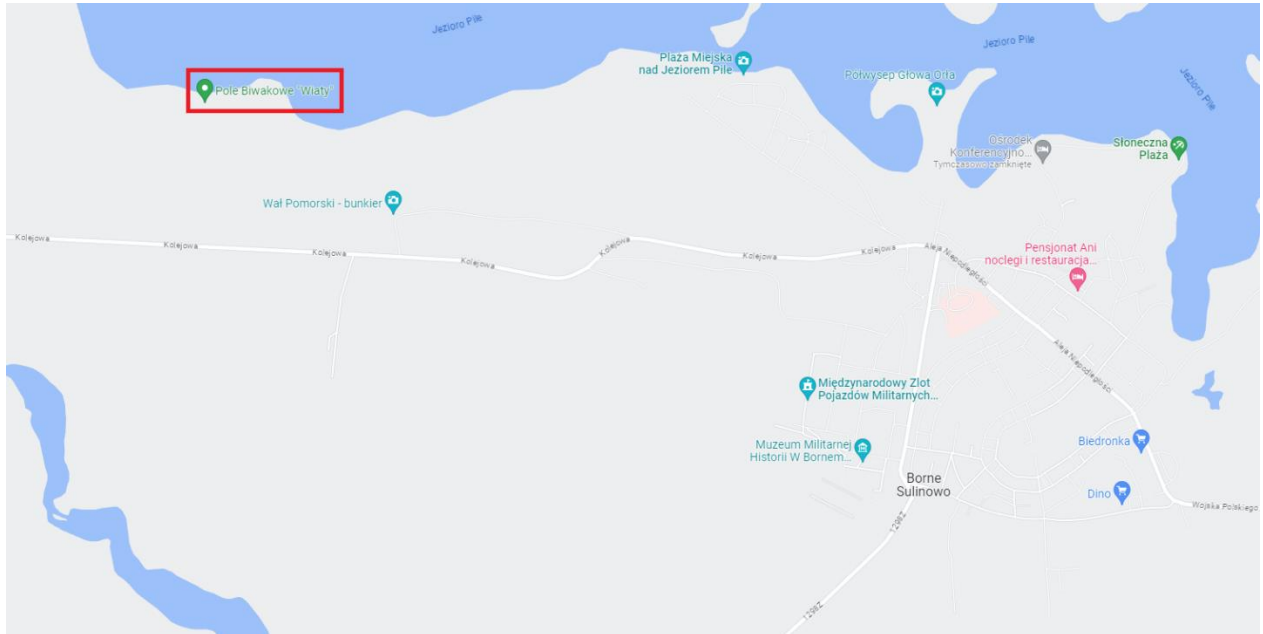 Jezioro Pile
Jezioro Pile
Plaża Miejska
nad Jeziorem Pile
Jezioro Pile
Półwysep Głowa Orła
Pole Biwakowe "Wiaty"
Ośrodek
Konferencyjno...
Tymczasowo zamknięte
Słoneczna
Plaża
Wał Pomorski - bunkier
Kolejowa
Kolejowa
Kolejowa
Kolejowa
Kolejowa
Kolejowa
Kolejowa
Aleja Niepodległości
Pensjonat Ani
noclegi i restauracja...
Aleja Niepodległości
Międzynarodowy Zlot
Pojazdów Militarnych...
Muzeum Militarnej
Historii W Bornem...
Biedronka
Borne
Sulinowo
Dino
Wojska Polskiego
1298Z
1298Z